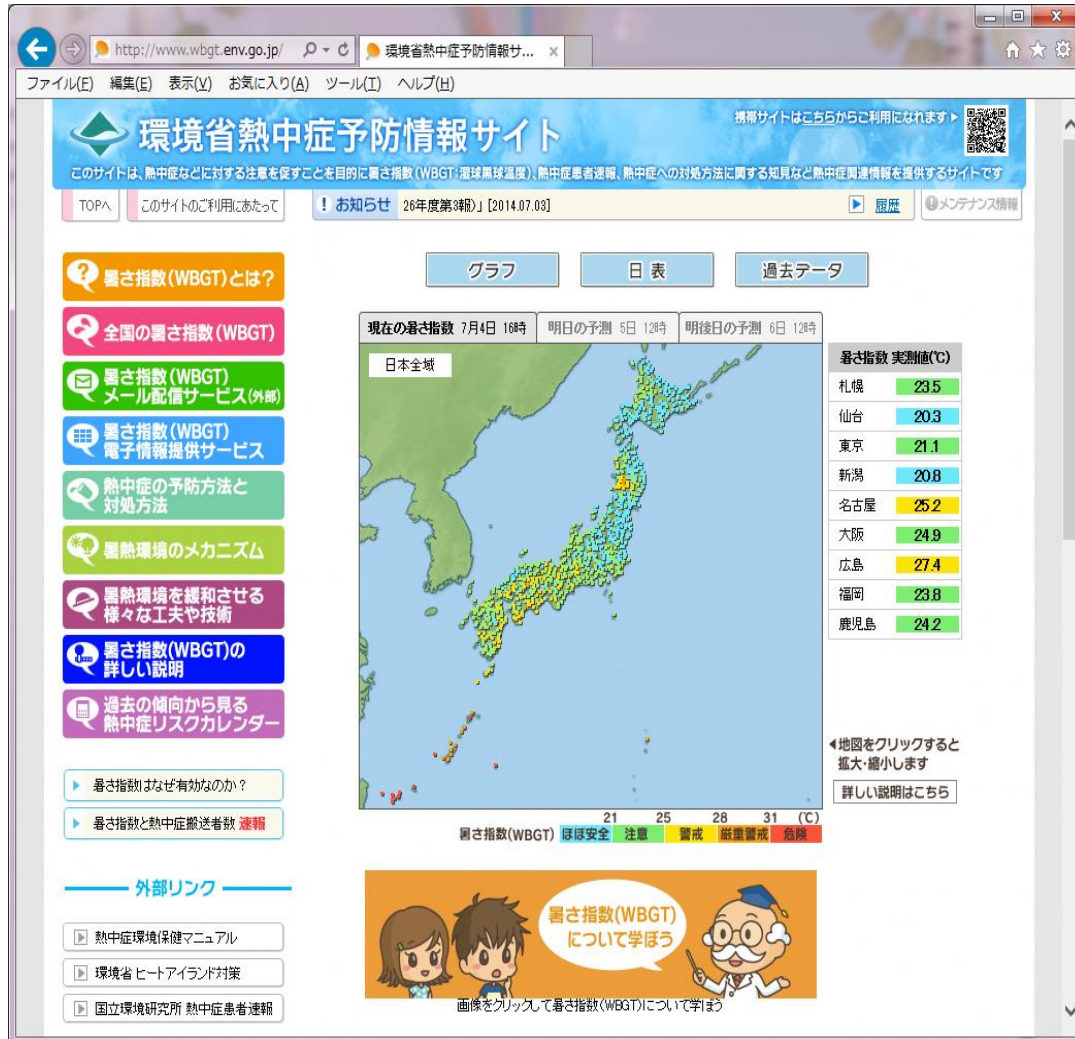 http://www.wbgt.env.go.jp/
環境省熱中症予防情報サ...
ファイル(F) 編集(E) 表示(V) お気に入り(A) ツール(T) ヘルプ(H)
環境省熱中症予防情報サイト
携帯サイトはこちらからご利用になれます
このサイトは、熱中症などに対する注意を促すことを目的に暑さ指数(WBGT:湿球黒球温度)、熱中症患者速報、熱中症への対処方法に関する知見など熱中症関連情報を提供するサイトです
TOPへ
このサイトのご利用にあたって
! お知らせ 26年度第3報)」[2014.07.03]
履歴
メンテナンス情報
暑さ指数(WBGT)とは?
全国の暑さ指数(WBGT)
暑さ指数(WBGT)
メール配信サービス(外部)
暑さ指数(WBGT)
電子情報提供サービス
熱中症の予防方法と
対処方法
暑熱環境のメカニズム
暑熱環境を緩和させる
様々な工夫や技術
暑さ指数(WBGT)の
詳しい説明
過去の傾向から見る
熱中症リスクカレンダー
暑さ指数はなぜ有効なのか?
暑さ指数と熱中症搬送者数 速報
外部リンク
熱中症環境保健マニュアル
環境省 ヒートアイランド対策
国立環境研究所 熱中症患者速報
グラフ
日表
過去データ
現在の暑さ指数 7月4日 16時
明日の予測 5日 12時
明後日の予測 6日 12時
日本全域
暑さ指数 実測値(℃)
札幌 23.5
仙台 20.3
東京 21.1
新潟 20.8
名古屋 25.2
大阪 24.9
広島 27.4
福岡 23.8
鹿児島 24.2
地図をクリックすると
拡大・縮小します
詳しい説明はこちら
21 25 28 31 (℃)
暑さ指数(WBGT) ほぼ安全 注意 警戒 厳重警戒 危険
暑さ指数(WBGT)
について学ぼう
画像をクリックして暑さ指数(WBGT)について学ぼう